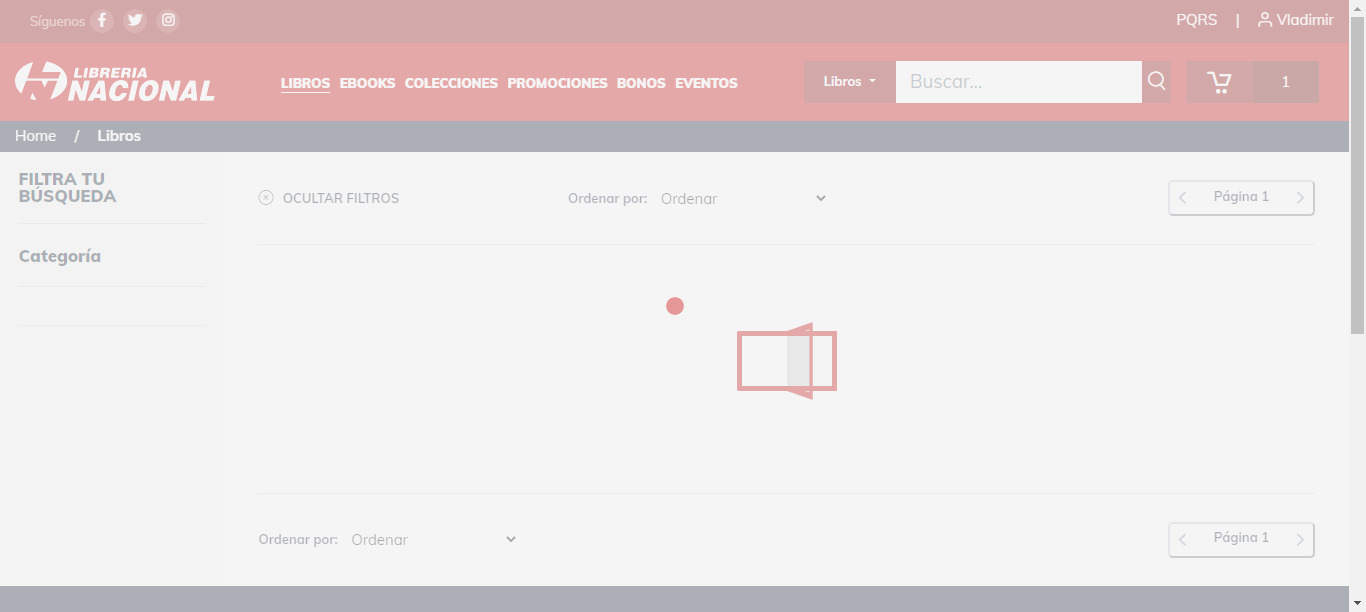 Síguenos
PQRS | Vladimir
LIBRERIA
NACIONAL
LIBROS EBOOKS COLECCIONES PROMOCIONES BONOS EVENTOS
Libros Buscar... 1
Home / Libros
FILTRA TU
BÚSQUEDA
OCULTAR FILTROS Ordenar por: Ordenar Página 1
Categoría
Ordenar por: Ordenar Página 1